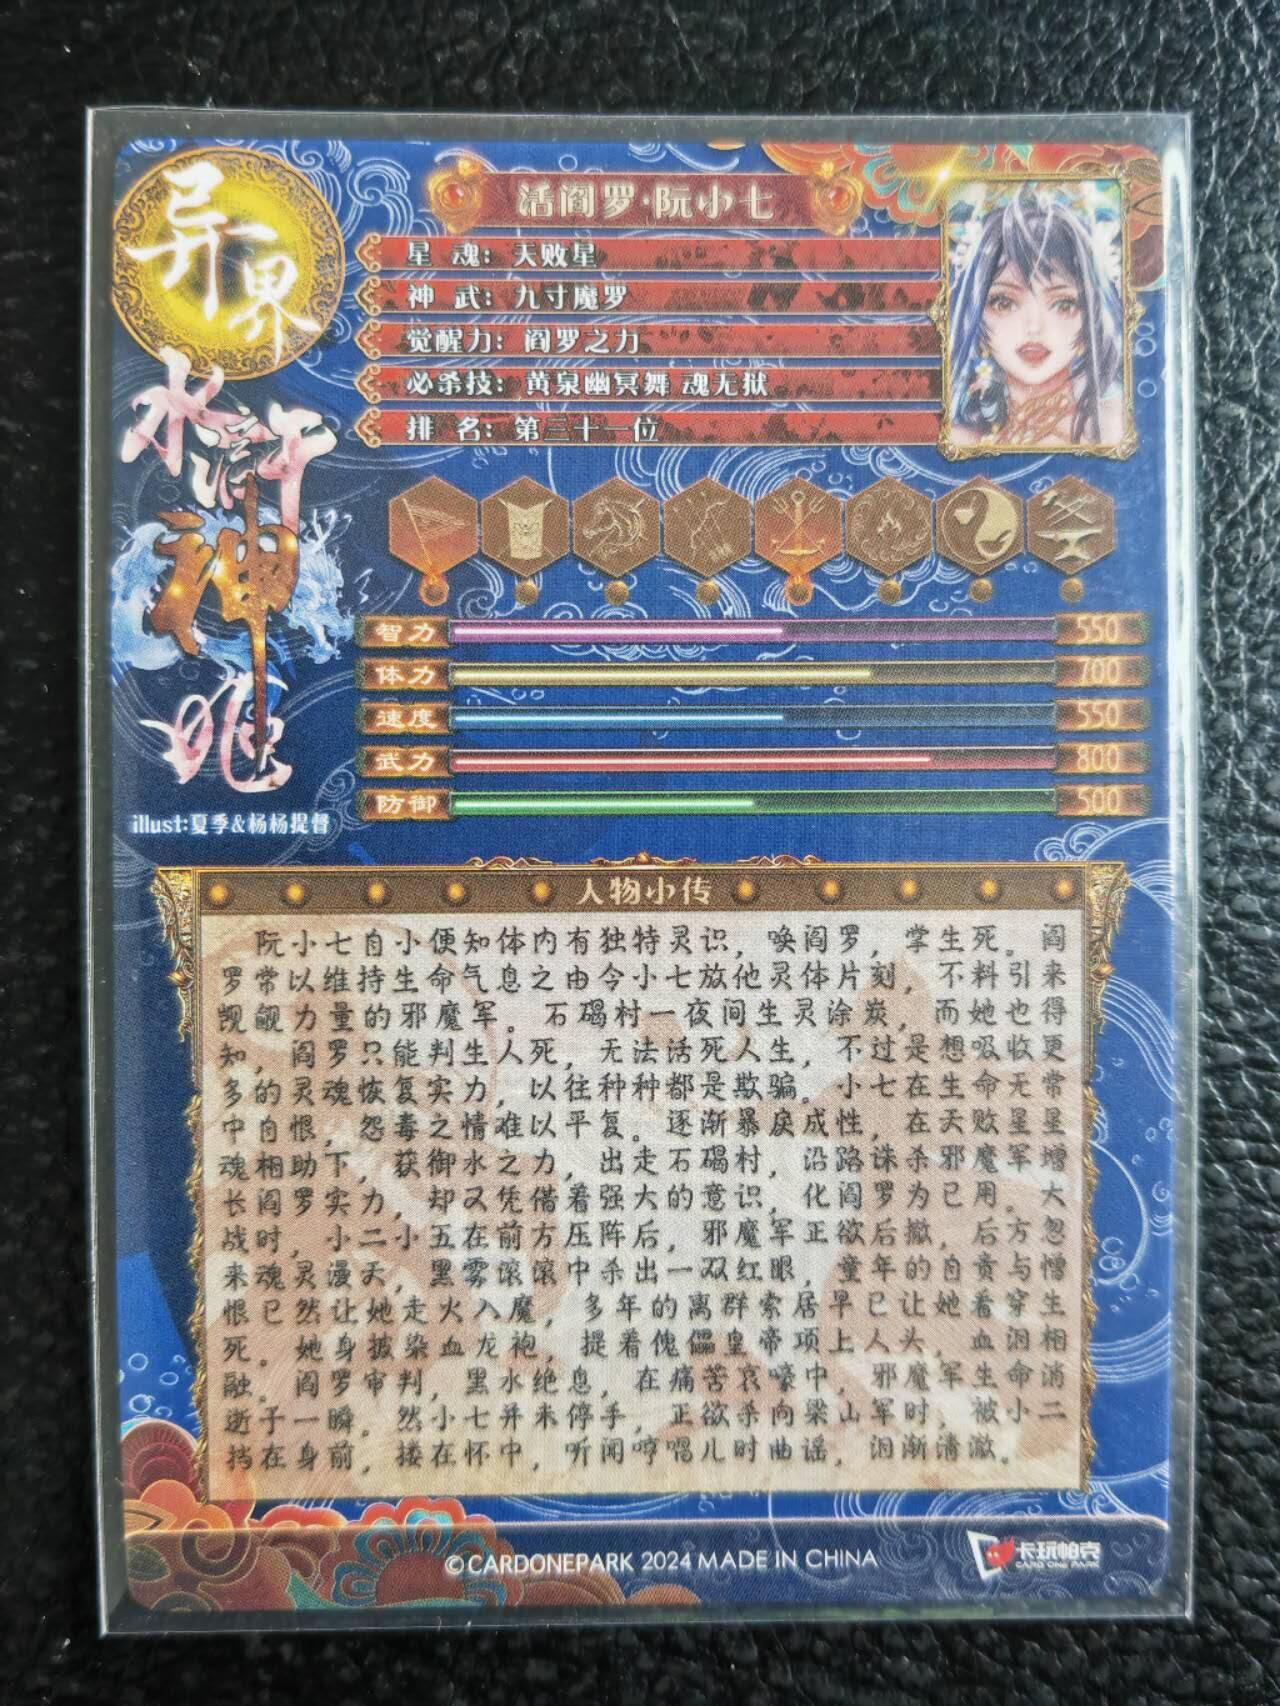 异界
水浒神魂
illust:夏季&杨杨提督
活阎罗·阮小七
星 魂：天败星
神 武：九寸魔罗
觉醒力：阎罗之力
必杀技：黄泉幽冥舞 魂无狱
排 名：第三十一位
智力 550
体力 700
速度 550
武力 800
防御 500
人物小传
阮小七自小便知体内有独特灵识，唤阎罗，掌生死。阎
罗常以维持生命气息之由令小七放他灵体片刻，不料引来
觊觎力量的邪魔军。石碣村一夜间生灵涂炭，而她也得
知，阎罗只能判生人死，无法活死人生，不过是想吸收更
多的灵魂恢复实力，以往种种都是欺骗。小七在生命无常
中自恨，怨毒之情难以平复。逐渐暴戾成性，在天败星星
魂相助下，获御水之力，出走石碣村，沿路诛杀邪魔军增
长阎罗实力，却又凭借着强大的意识，化阎罗为已用。大
战时，小二小五在前方压阵后，邪魔军正欲后撤，后方忽
来魂灵漫天，黑雾滚滚中杀出一双红眼，童年的自责与憎
恨已然让她走火入魔，多年的离群索居早已让她看穿生
死。她身披染血龙袍，提着傀儡皇帝项上人头，血泪相
融。阎罗审判，黑水绝息，在痛苦哀嚎中，邪魔军生命消
逝于一瞬。然小七并未停手，正欲杀向梁山军时，被小二
挡在身前，搂在怀中，听闻哼唱儿时曲谣，泪渐清澈。
©CARDONEPARK 2024 MADE IN CHINA
卡玩帕克
CARD ONE PARK